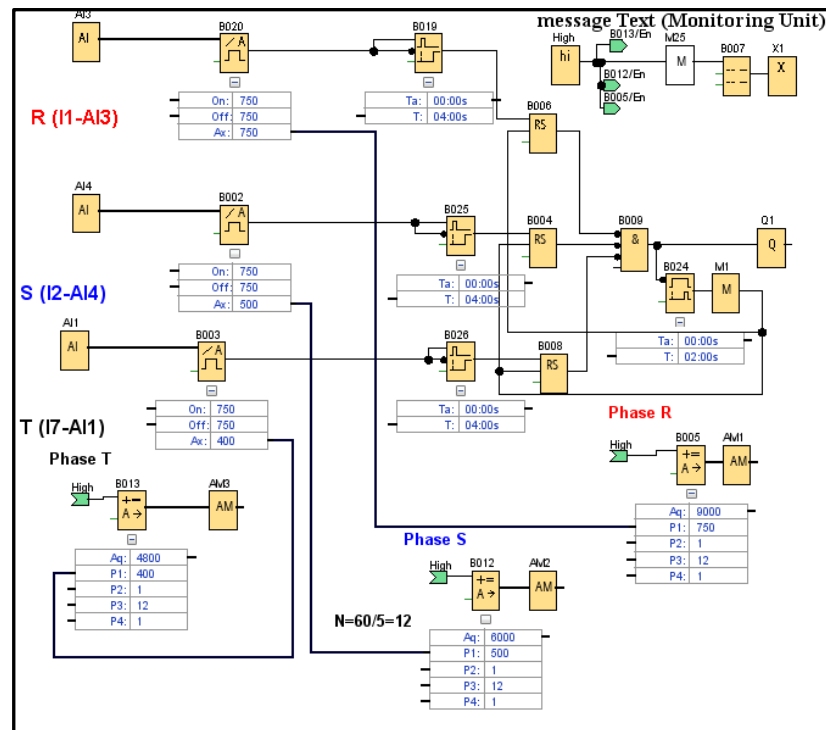 message Text (Monitoring Unit)
AI3
AI
B020
/ A
On: 750
Off: 750
Ax: 750
R (I1-AI3)
B019
Ta: 00:00s
T: 04:00s
High
hi
B013/En
B012/En
B005/En
M25
M
B007
X1
X
B006
RS
AI4
AI
B002
/ A
On: 750
Off: 750
Ax: 500
S (I2-AI4)
B025
Ta: 00:00s
T: 04:00s
B004
RS
B009
&
Q1
Q
B024
M1
M
Ta: 00:00s
T: 02:00s
AI1
AI
B003
/ A
On: 750
Off: 750
Ax: 400
T (I7-AI1)
B026
Ta: 00:00s
T: 04:00s
B008
RS
Phase R
High
B005
+=
A→
AM1
AM
Aq: 9000
P1: 750
P2: 1
P3: 12
P4: 1
Phase T
High
B013
+−
A→
AM3
AM
Aq: 4800
P1: 400
P2: 1
P3: 12
P4: 1
Phase S
High
B012
+=
A→
AM2
AM
N=60/5=12
Aq: 6000
P1: 500
P2: 1
P3: 12
P4: 1